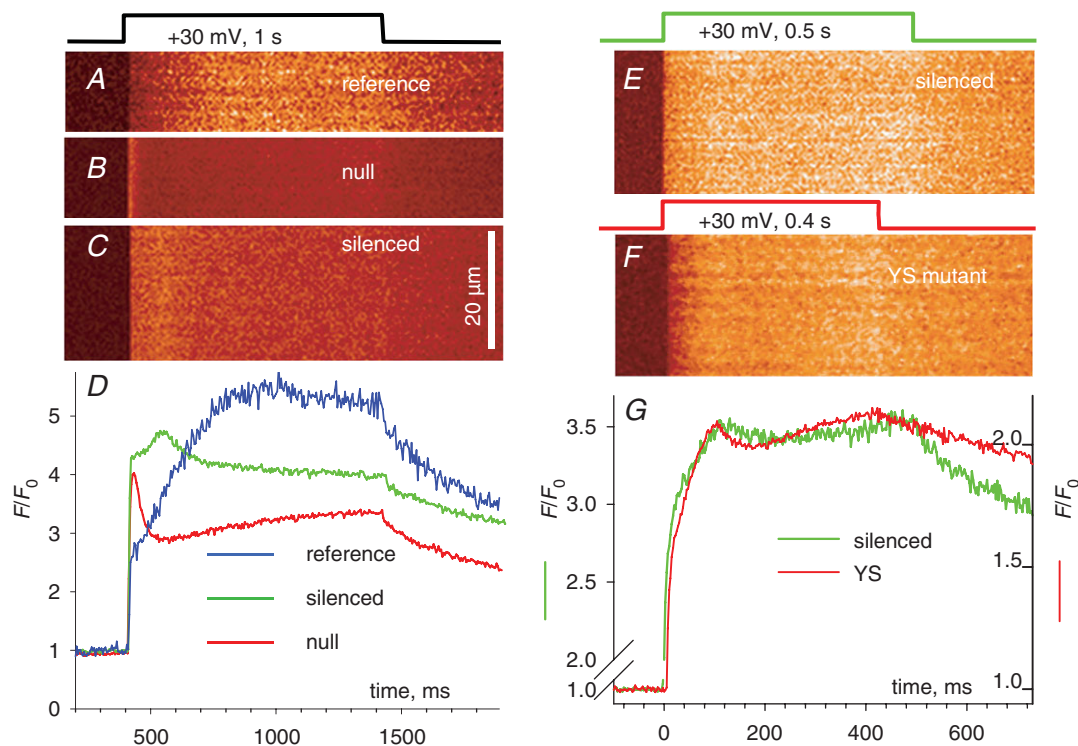 +30 mV, 1 s
A
reference
B
null
C
silenced
20 µm
D
5
4
3
2
1
0
F/F0
reference
silenced
null
time, ms
500
1000
1500
+30 mV, 0.5 s
E
silenced
+30 mV, 0.4 s
F
YS mutant
G
3.5
3.0
2.5
2.0
1.0
F/F0
silenced
YS
time, ms
2.0
1.5
1.0
F/F0
0
200
400
600